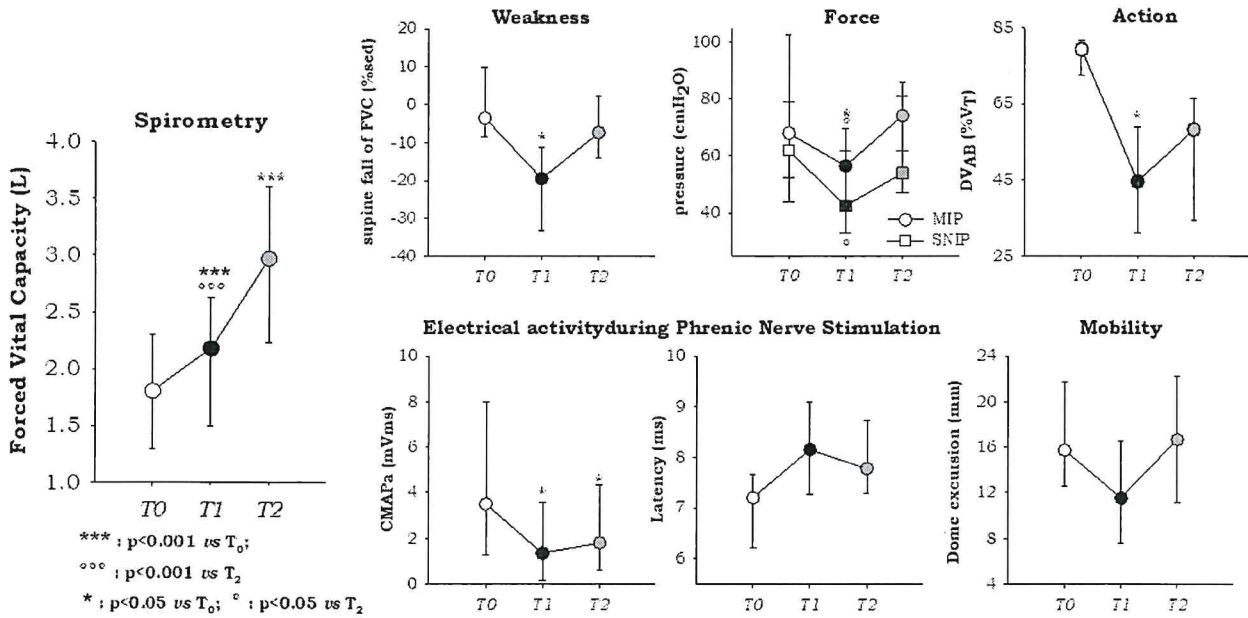 Spirometry
Forced Vital Capacity (L)
4.0
3.5
3.0
2.5
2.0
1.5
1.0
***
°°°
***
T0 T1 T2
*** : p<0.001 vs T0;
°°° : p<0.001 vs T2
* : p<0.05 vs T0; ° : p<0.05 vs T2
Weakness
supine fall of FVC (%sed)
20
10
0
-10
-20
-30
-40
*
T0 T1 T2
Force
pressure (cmH2O)
100
80
60
40
*
°
°
MIP
SNIP
T0 T1 T2
Action
DVAB (%VT)
85
65
45
25
*
T0 T1 T2
Electrical activityduring Phrenic Nerve Stimulation
CMAPa (mVms)
10
8
6
4
2
0
*
*
T0 T1 T2
Latency (ms)
10
9
8
7
6
T0 T1 T2
Mobility
Dome excursion (mm)
24
20
16
12
8
4
T0 T1 T2